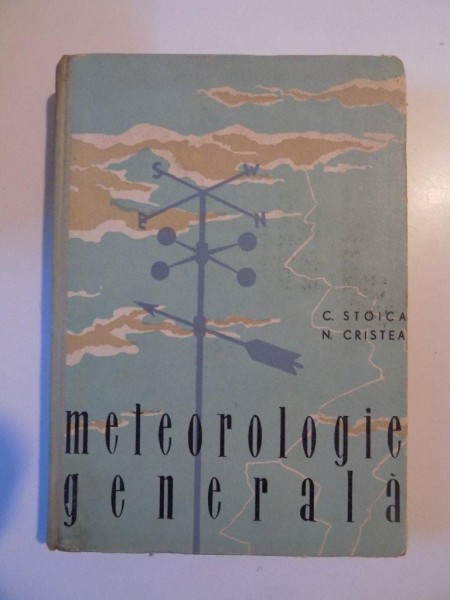 S W
E N
C. STOICA
N. CRISTEA
meteorologie
generală